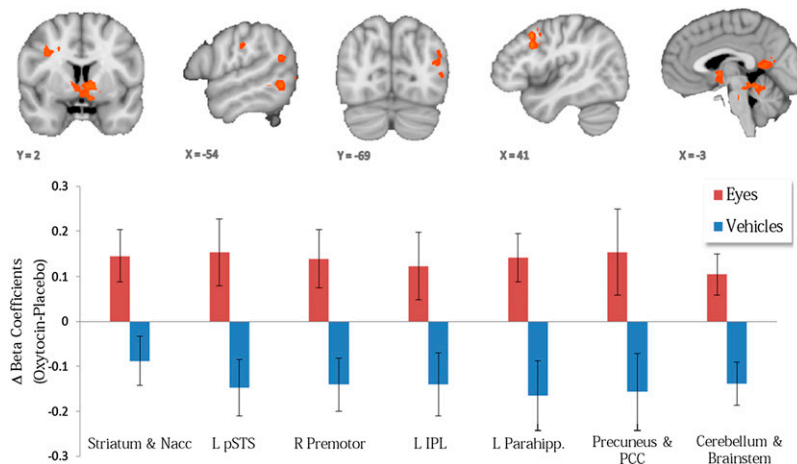 Y = 2
X = -54
Y = -69
X = 41
X = -3
Δ Beta Coefficients
(Oxytocin-Placebo)
0.3
0.2
0.1
0
-0.1
-0.2
-0.3
Eyes
Vehicles
Striatum & Nacc
L pSTS
R Premotor
L IPL
L Parahipp.
Precuneus &
PCC
Cerebellum &
Brainstem